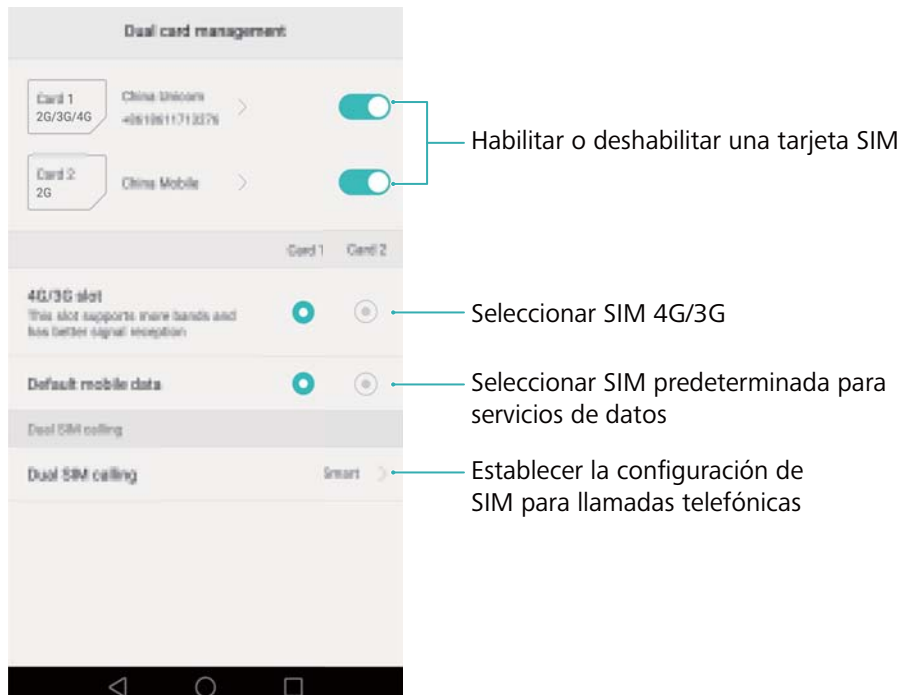 Dual card management
Card 1
2G/3G/4G
China Unicom
Card 2
2G
China Mobile
Habilitar o deshabilitar una tarjeta SIM
Card 1 Card 2
4G/3G slot
This slot supports more bands and
has better signal reception
Seleccionar SIM 4G/3G
Default mobile data
Seleccionar SIM predeterminada para
servicios de datos
Dual SIM calling
Dual SIM calling Smart
Establecer la configuración de
SIM para llamadas telefónicas